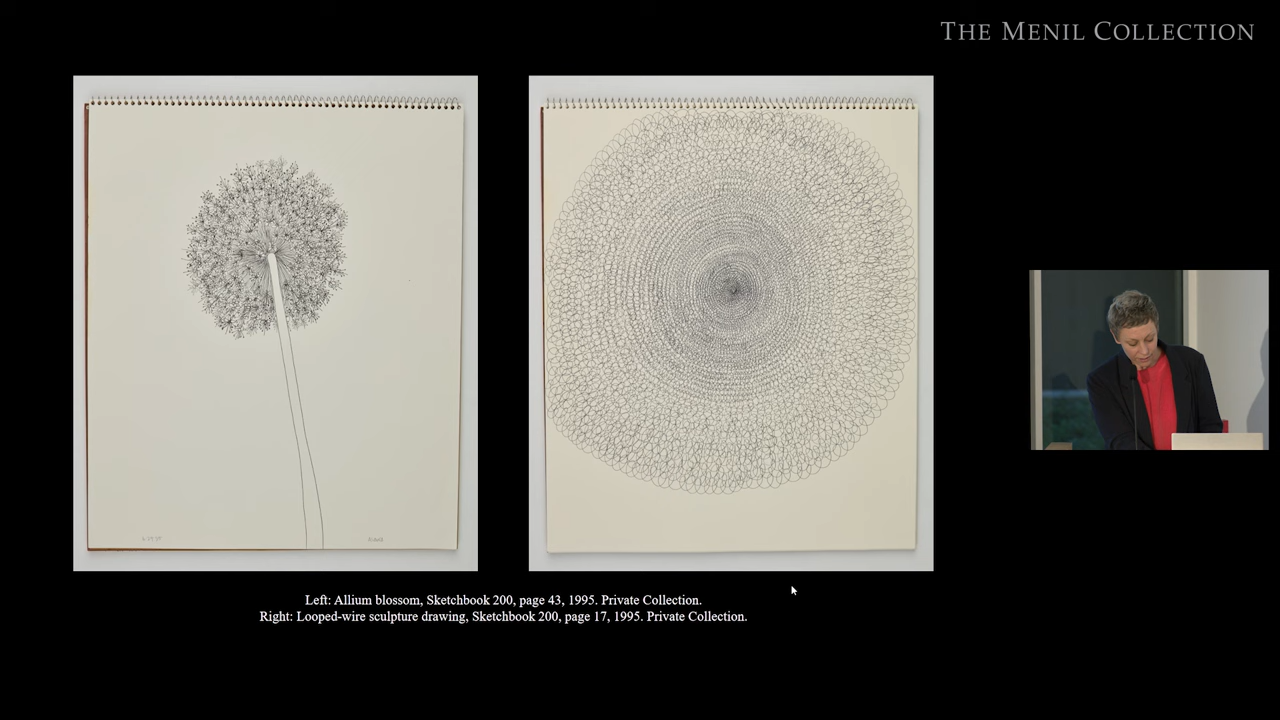 THE MENIL COLLECTION
Left: Allium blossom, Sketchbook 200, page 43, 1995. Private Collection.
Right: Looped-wire sculpture drawing, Sketchbook 200, page 17, 1995. Private Collection.